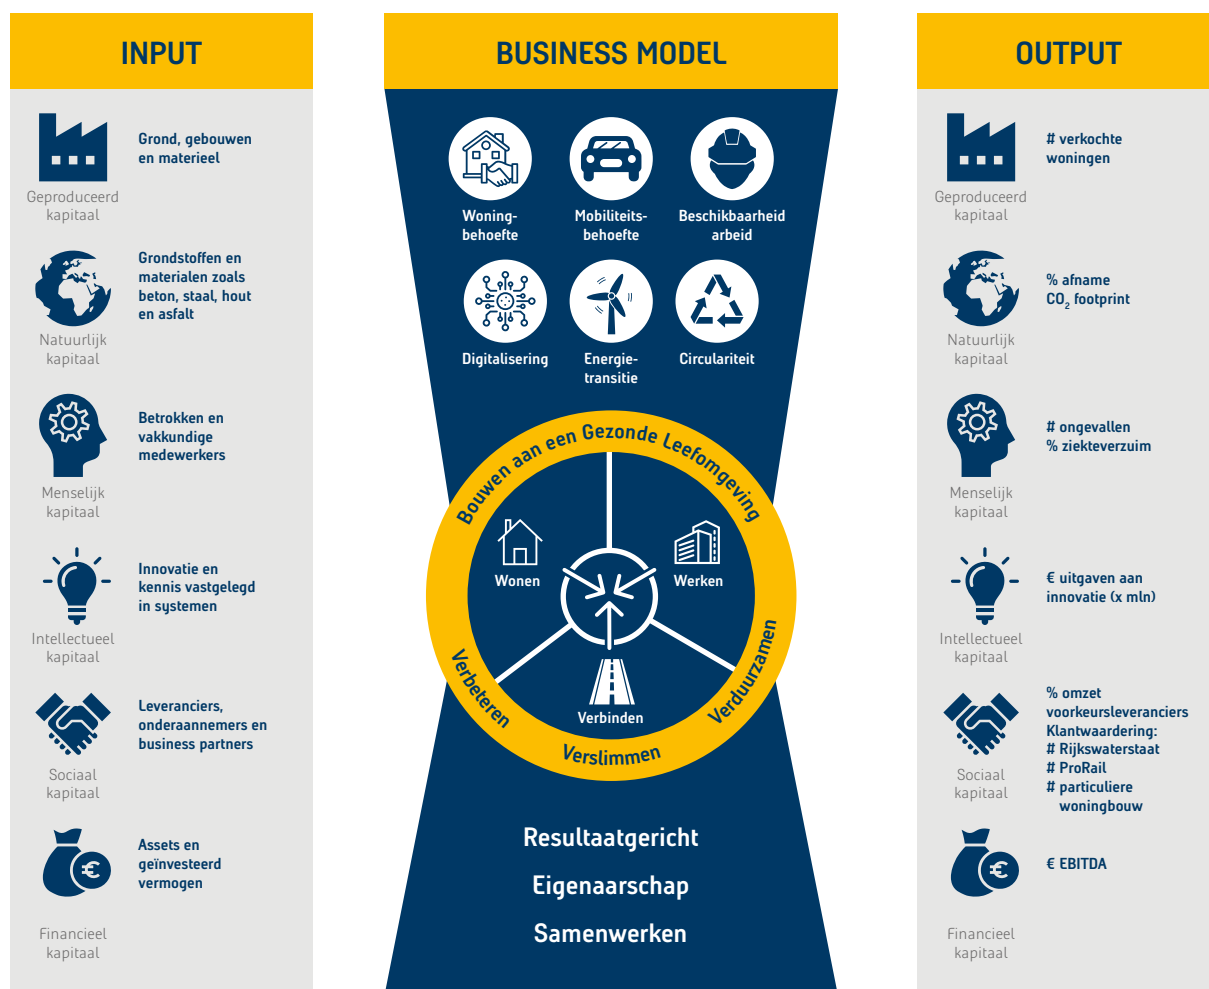 INPUT
Grond, gebouwen
en materieel
Geproduceerd
kapitaal
Grondstoffen en
materialen zoals
beton, staal, hout
en asfalt
Natuurlijk
kapitaal
Betrokken en
vakkundige
medewerkers
Menselijk
kapitaal
Innovatie en
kennis vastgelegd
in systemen
Intellectueel
kapitaal
Leveranciers,
onderaannemers en
business partners
Sociaal
kapitaal
Assets en
geïnvesteerd
vermogen
Financieel
kapitaal
BUSINESS MODEL
Woning-
behoefte
Mobiliteits-
behoefte
Beschikbaarheid
arbeid
Digitalisering
Energie-
transitie
Circulariteit
Bouwen aan een Gezonde Leefomgeving
Wonen
Werken
Verbinden
Verbeteren
Verslimmen
Verduurzamen
Resultaatgericht
Eigenaarschap
Samenwerken
OUTPUT
# verkochte
woningen
Geproduceerd
kapitaal
% afname
CO₂ footprint
Natuurlijk
kapitaal
# ongevallen
% ziekteverzuim
Menselijk
kapitaal
€ uitgaven aan
innovatie (x mln)
Intellectueel
kapitaal
% omzet
voorkeursleveranciers
Klantwaardering:
# Rijkswaterstaat
# ProRail
# particuliere
woningbouw
Sociaal
kapitaal
€ EBITDA
Financieel
kapitaal